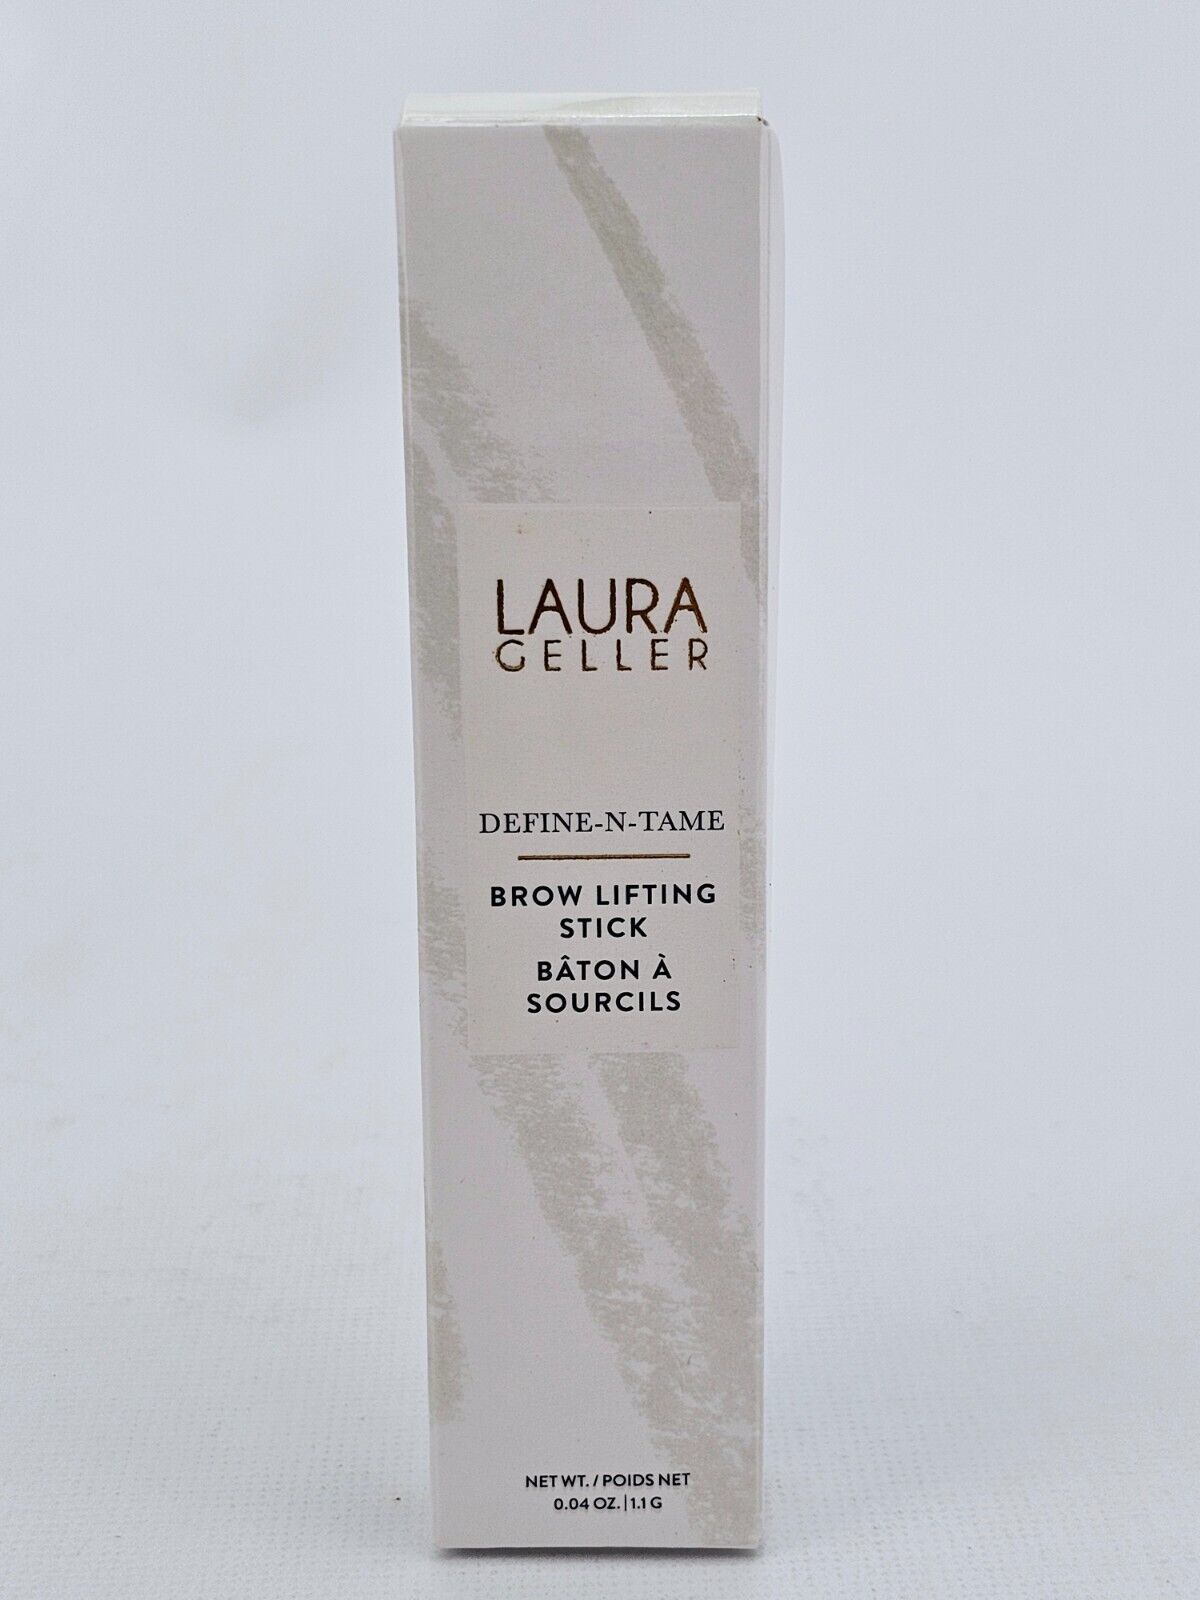 LAURA
GELLER
DEFINE-N-TAME
BROW LIFTING
STICK
BÂTON À
SOURCILS
NET WT. / POIDS NET
0.04 OZ. | 1.1 G